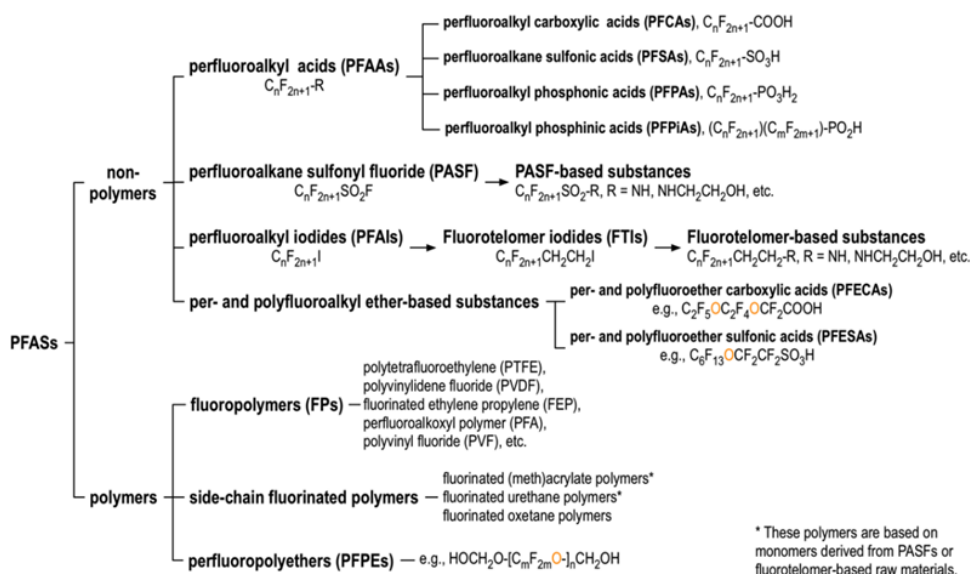 perfluoroalkyl carboxylic acids (PFCAs), CₙF₂ₙ₊₁-COOH
perfluoroalkane sulfonic acids (PFSAs), CₙF₂ₙ₊₁-SO₃H
perfluoroalkyl acids (PFAAs)
CₙF₂ₙ₊₁-R
perfluoroalkyl phosphonic acids (PFPAs), CₙF₂ₙ₊₁-PO₃H₂
perfluoroalkyl phosphinic acids (PFPiAs), (CₙF₂ₙ₊₁)(CₘF₂ₘ₊₁)-PO₂H
non-
polymers
perfluoroalkane sulfonyl fluoride (PASF)
CₙF₂ₙ₊₁SO₂F
PASF-based substances
CₙF₂ₙ₊₁SO₂-R, R = NH, NHCH₂CH₂OH, etc.
perfluoroalkyl iodides (PFAIs)
CₙF₂ₙ₊₁I
Fluorotelomer iodides (FTIs)
CₙF₂ₙ₊₁CH₂CH₂I
Fluorotelomer-based substances
CₙF₂ₙ₊₁CH₂CH₂-R, R = NH, NHCH₂CH₂OH, etc.
per- and polyfluoroalkyl ether-based substances
per- and polyfluoroether carboxylic acids (PFECAs)
e.g., C₂F₅OC₂F₄OCF₂COOH
per- and polyfluoroether sulfonic acids (PFESAs)
e.g., C₆F₁₃OCF₂CF₂SO₃H
PFASs
polymers
fluoropolymers (FPs)
polytetrafluoroethylene (PTFE),
polyvinylidene fluoride (PVDF),
fluorinated ethylene propylene (FEP),
perfluoroalkoxyl polymer (PFA),
polyvinyl fluoride (PVF), etc.
side-chain fluorinated polymers
fluorinated (meth)acrylate polymers*
fluorinated urethane polymers*
fluorinated oxetane polymers
perfluoropolyethers (PFPEs)
e.g., HOCH₂O-[CₘF₂ₘO-]ₙCH₂OH
* These polymers are based on
monomers derived from PASFs or
fluorotelomer-based raw materials.